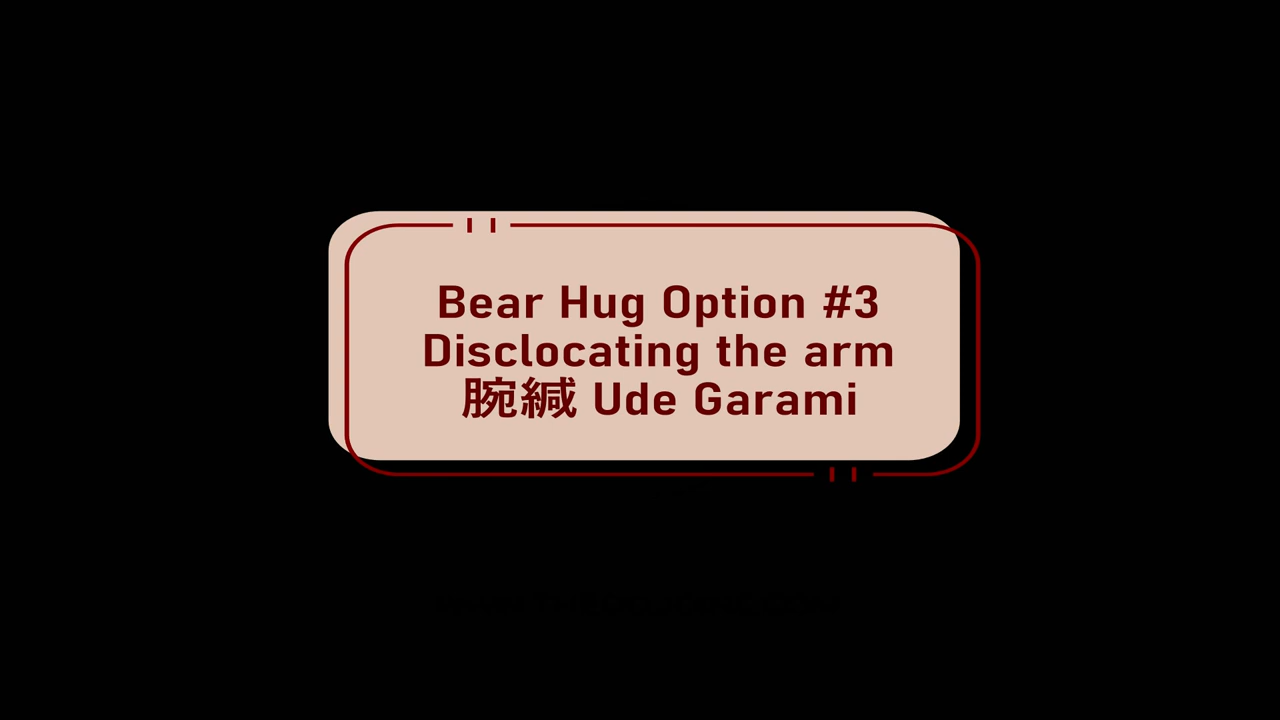 Bear Hug Option #3
Disclocating the arm
腕緘 Ude Garami